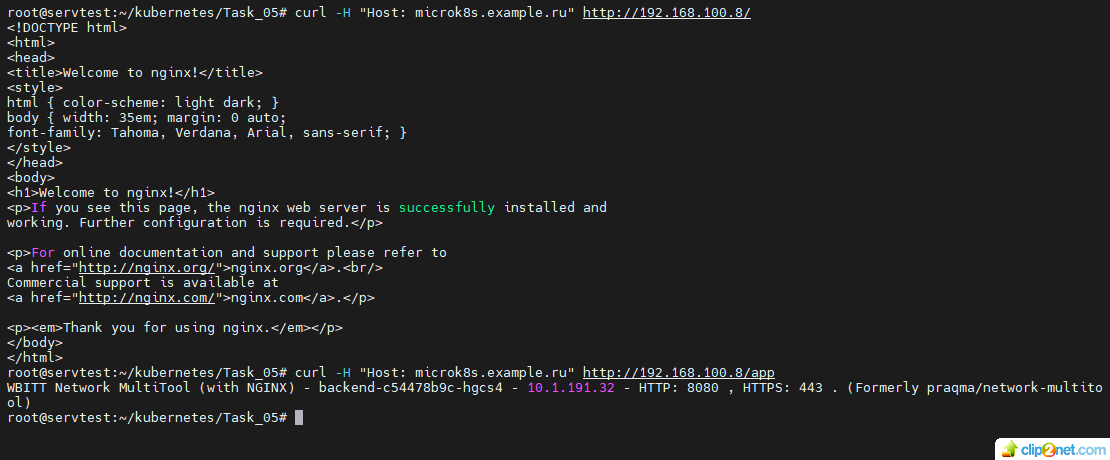 root@servtest:~/kubernetes/Task_05# curl -H "Host: microk8s.example.ru" http://192.168.100.8/
<!DOCTYPE html>
<html>
<head>
<title>Welcome to nginx!</title>
<style>
html { color-scheme: light dark; }
body { width: 35em; margin: 0 auto;
font-family: Tahoma, Verdana, Arial, sans-serif; }
</style>
</head>
<body>
<h1>Welcome to nginx!</h1>
<p>If you see this page, the nginx web server is successfully installed and
working. Further configuration is required.</p>

<p>For online documentation and support please refer to
<a href="http://nginx.org/">nginx.org</a>.<br/>
Commercial support is available at
<a href="http://nginx.com/">nginx.com</a>.</p>

<p><em>Thank you for using nginx.</em></p>
</body>
</html>
root@servtest:~/kubernetes/Task_05# curl -H "Host: microk8s.example.ru" http://192.168.100.8/app
WBITT Network MultiTool (with NGINX) - backend-c54478b9c-hgcs4 - 10.1.191.32 - HTTP: 8080 , HTTPS: 443 . (Formerly praqma/network-multito
ol)
root@servtest:~/kubernetes/Task_05#
clip2net.com